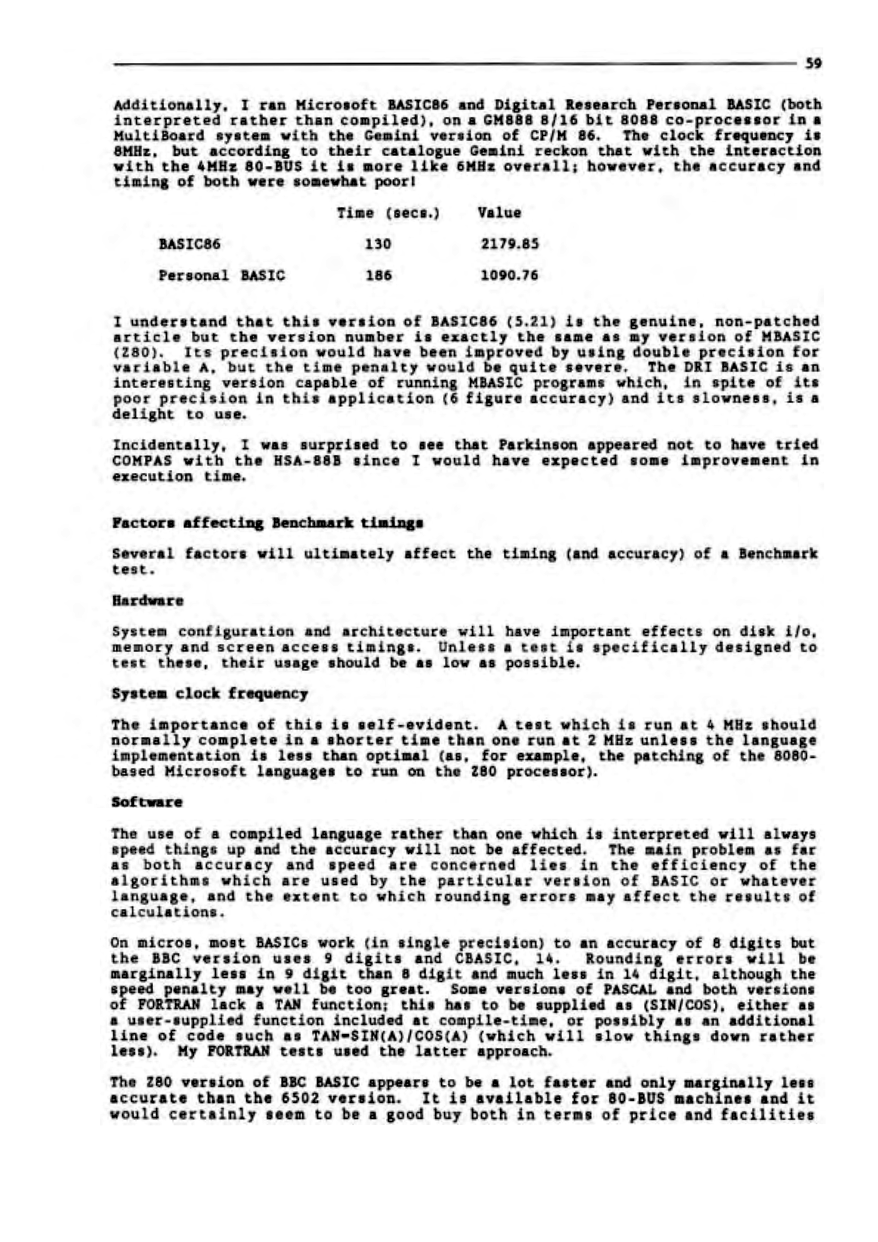 59
Additionally, I ran Microsoft BASIC86 and Digital Research Personal BASIC (both
interpreted rather than compiled), on a GM888 8/16 bit 8088 co-processor in a
MultiBoard system with the Gemini version of CP/M 86. The clock frequency is
8MHz, but according to their catalogue Gemini reckon that with the interaction
with the 4MHz 80-BUS it is more like 6MHz overall; however, the accuracy and
timing of both were somewhat poor!
Time (secs.) Value
BASIC86 130 2179.85
Personal BASIC 186 1090.76
I understand that this version of BASIC86 (5.21) is the genuine, non-patched
article but the version number is exactly the same as my version of MBASIC
(Z80). Its precision would have been improved by using double precision for
variable A, but the time penalty would be quite severe. The DRI BASIC is an
interesting version capable of running MBASIC programs which, in spite of its
poor precision in this application (6 figure accuracy) and its slowness, is a
delight to use.
Incidentally, I was surprised to see that Parkinson appeared not to have tried
COMPAS with the HSA-88B since I would have expected some improvement in
execution time.
Factors affecting Benchmark timings
Several factors will ultimately affect the timing (and accuracy) of a Benchmark
test.
Hardware
System configuration and architecture will have important effects on disk i/o,
memory and screen access timings. Unless a test is specifically designed to
test these, their usage should be as low as possible.
System clock frequency
The importance of this is self-evident. A test which is run at 4 MHz should
normally complete in a shorter time than one run at 2 MHz unless the language
implementation is less than optimal (as, for example, the patching of the 8080-
based Microsoft languages to run on the Z80 processor).
Software
The use of a compiled language rather than one which is interpreted will always
speed things up and the accuracy will not be affected. The main problem as far
as both accuracy and speed are concerned lies in the efficiency of the
algorithms which are used by the particular version of BASIC or whatever
language, and the extent to which rounding errors may affect the results of
calculations.
On micros, most BASICs work (in single precision) to an accuracy of 8 digits but
the BBC version uses 9 digits and CBASIC, 14. Rounding errors will be
marginally less in 9 digit than 8 digit and much less in 14 digit, although the
speed penalty may well be too great. Some versions of PASCAL and both versions
of FORTRAN lack a TAN function; this has to be supplied as (SIN/COS), either as
a user-supplied function included at compile-time, or possibly as an additional
line of code such as TAN=SIN(A)/COS(A) (which will slow things down rather
less). My FORTRAN tests used the latter approach.
The Z80 version of BBC BASIC appears to be a lot faster and only marginally less
accurate than the 6502 version. It is available for 80-BUS machines and it
would certainly seem to be a good buy both in terms of price and facilities